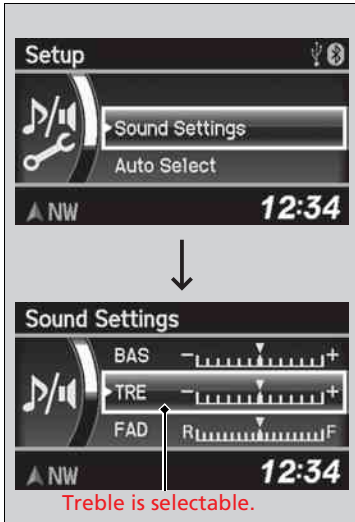 Setup
Sound Settings
Auto Select
NW
12:34
Sound Settings
BAS - +
TRE - +
FAD R F
NW
12:34
Treble is selectable.